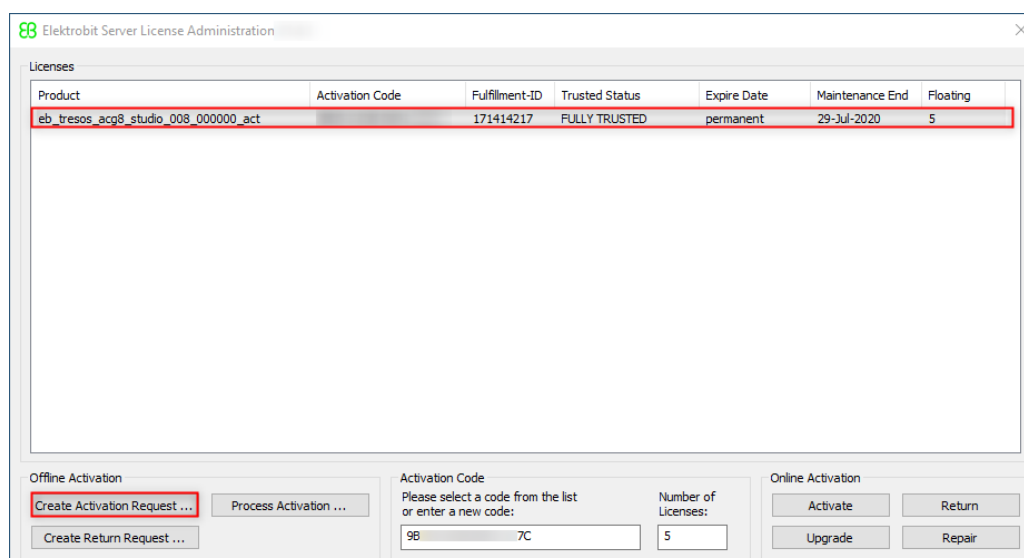 EB Elektrobit Server License Administration
Licenses
Product Activation Code Fulfillment-ID Trusted Status Expire Date Maintenance End Floating
eb_tresos_acg8_studio_008_000000_act 171414217 FULLY TRUSTED permanent 29-Jul-2020 5
Offline Activation
Create Activation Request ... Process Activation ...
Create Return Request ...
Activation Code
Please select a code from the list
or enter a new code:
9B 7C
Number of
Licenses:
5
Online Activation
Activate Return
Upgrade Repair